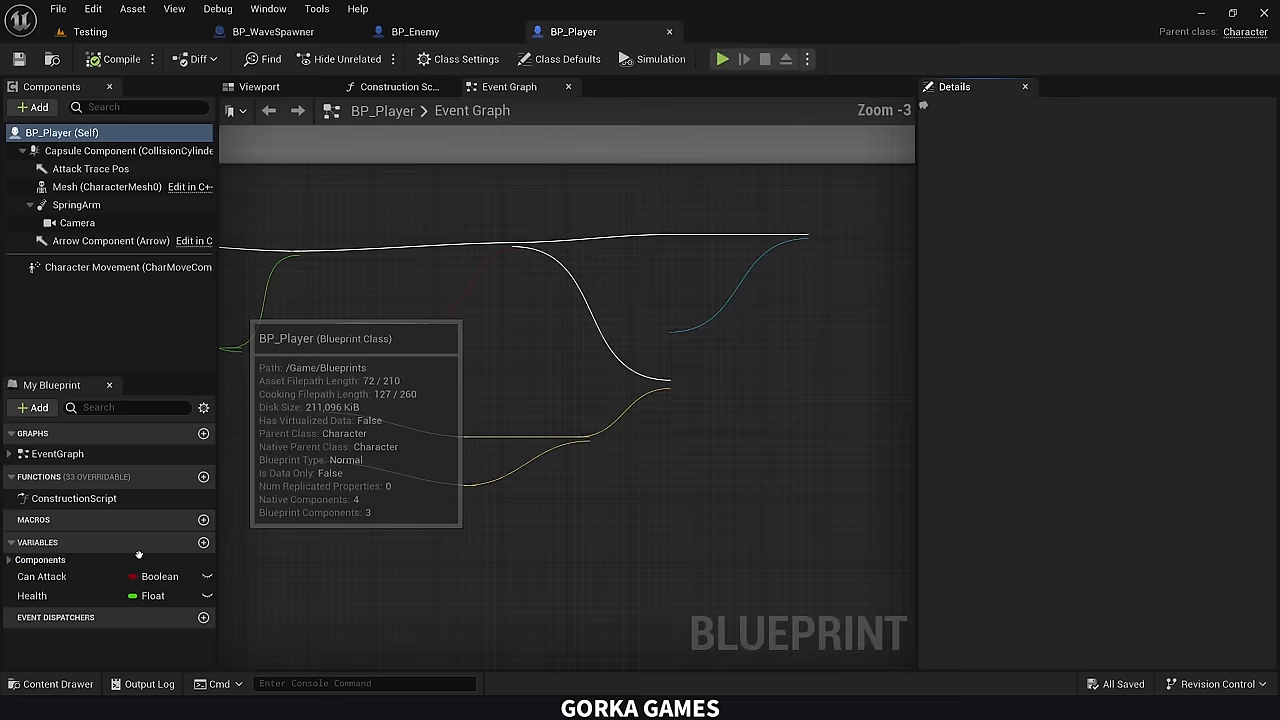 File Edit Asset View Debug Window Tools Help
Testing BP_WaveSpawner BP_Enemy BP_Player Parent class: Character
Compile Diff Find Hide Unrelated Class Settings Class Defaults Simulation
Components Viewport Construction Sc... Event Graph Details
Add Search BP_Player > Event Graph Zoom -3
BP_Player (Self)
Capsule Component (CollisionCylinde
Attack Trace Pos
Mesh (CharacterMesh0) Edit in C++
SpringArm
Camera
Arrow Component (Arrow) Edit in C
Character Movement (CharMoveCom
BP_Player (Blueprint Class)
Path: /Game/Blueprints
Asset Filepath Length: 72 / 210
Cooking Filepath Length: 127 / 260
Disk Size: 211,096 KiB
Has Virtualized Data: False
Parent Class: Character
Native Parent Class: Character
Blueprint Type: Normal
Is Data Only: False
Num Replicated Properties: 0
Native Components: 4
Blueprint Components: 3
My Blueprint
Add Search
GRAPHS
EventGraph
FUNCTIONS (33 OVERRIDABLE)
ConstructionScript
MACROS
VARIABLES
Components
Can Attack Boolean
Health Float
EVENT DISPATCHERS
BLUEPRINT
Content Drawer Output Log Cmd Enter Console Command All Saved Revision Control
GORKA GAMES